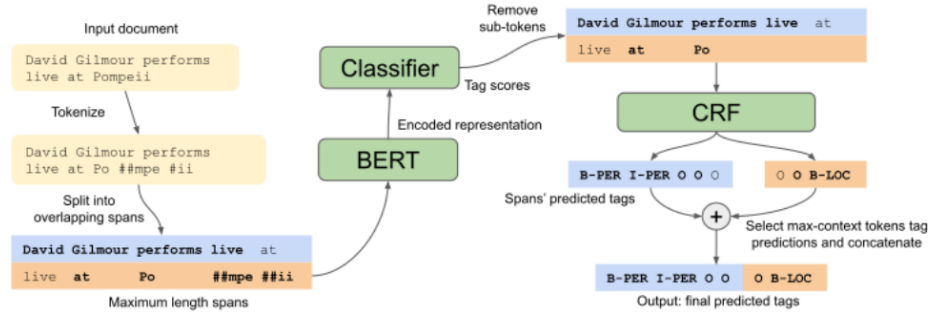 Input document
David Gilmour performs
live at Pompeii
Tokenize
David Gilmour performs
live at Po ##mpe #ii
Split into
overlapping spans
David Gilmour performs live at
live at Po ##mpe ##ii
Maximum length spans
BERT
Encoded representation
Classifier
Tag scores
Remove
sub-tokens
David Gilmour performs live at
live at Po
CRF
B-PER I-PER O O O
O O B-LOC
Spans' predicted tags
+
Select max-context tokens tag
predictions and concatenate
B-PER I-PER O O O B-LOC
Output: final predicted tags